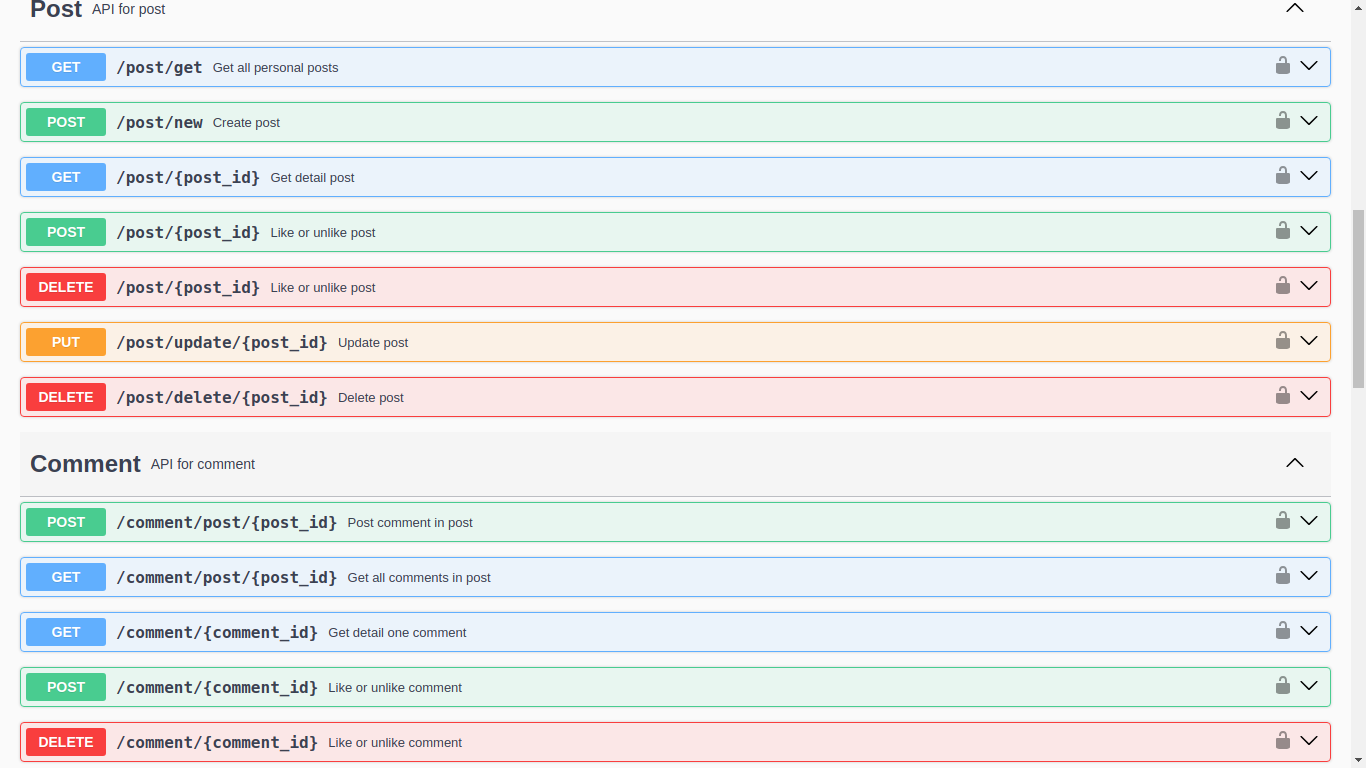 Post API for post
GET /post/get Get all personal posts
POST /post/new Create post
GET /post/{post_id} Get detail post
POST /post/{post_id} Like or unlike post
DELETE /post/{post_id} Like or unlike post
PUT /post/update/{post_id} Update post
DELETE /post/delete/{post_id} Delete post
Comment API for comment
POST /comment/post/{post_id} Post comment in post
GET /comment/post/{post_id} Get all comments in post
GET /comment/{comment_id} Get detail one comment
POST /comment/{comment_id} Like or unlike comment
DELETE /comment/{comment_id} Like or unlike comment